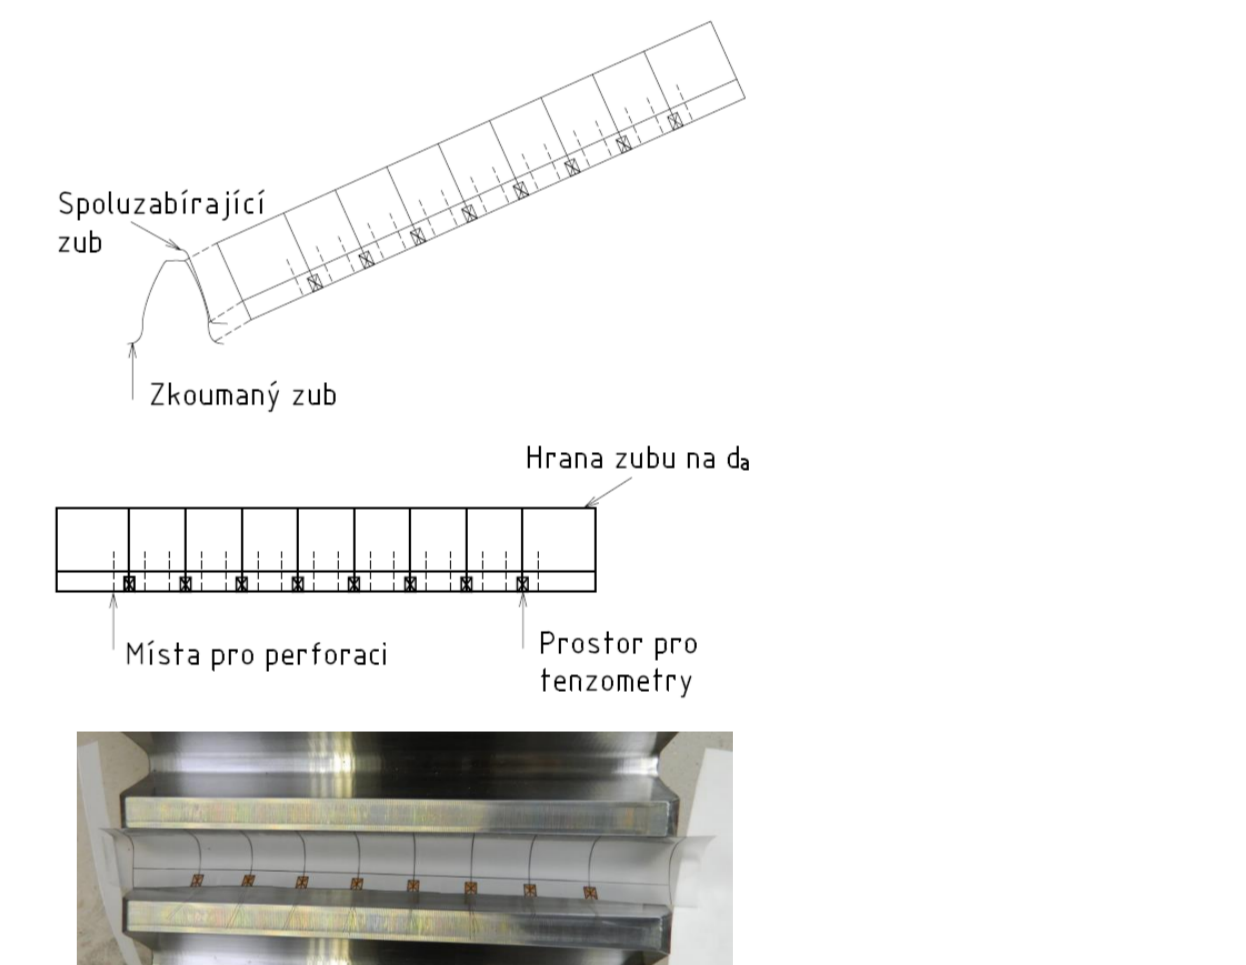 Spoluzabírající
zub
Zkoumaný zub
Hrana zubu na da
Místa pro perforaci
Prostor pro
tenzometry